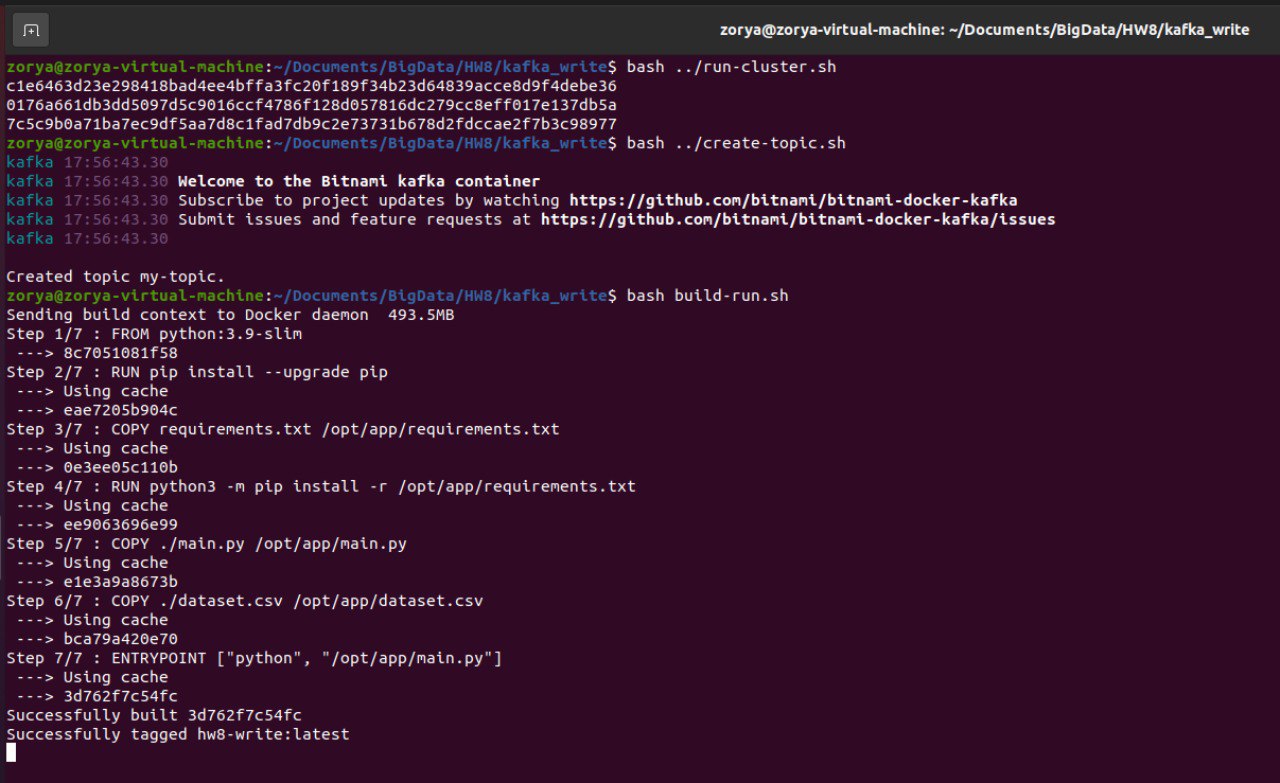 zorya@zorya-virtual-machine: ~/Documents/BigData/HW8/kafka_write
zorya@zorya-virtual-machine:~/Documents/BigData/HW8/kafka_write$ bash ../run-cluster.sh
c1e6463d23e298418bad4ee4bffa3fc20f189f34b23d64839acce8d9f4debe36
0176a661db3dd5097d5c9016ccf4786f128d057816dc279cc8eff017e137db5a
7c5c9b0a71ba7ec9df5aa7d8c1fad7db9c2e73731b678d2fdccae2f7b3c98977
zorya@zorya-virtual-machine:~/Documents/BigData/HW8/kafka_write$ bash ../create-topic.sh
kafka 17:56:43.30
kafka 17:56:43.30 Welcome to the Bitnami kafka container
kafka 17:56:43.30 Subscribe to project updates by watching https://github.com/bitnami/bitnami-docker-kafka
kafka 17:56:43.30 Submit issues and feature requests at https://github.com/bitnami/bitnami-docker-kafka/issues
kafka 17:56:43.30
Created topic my-topic.
zorya@zorya-virtual-machine:~/Documents/BigData/HW8/kafka_write$ bash build-run.sh
Sending build context to Docker daemon  493.5MB
Step 1/7 : FROM python:3.9-slim
 ---> 8c7051081f58
Step 2/7 : RUN pip install --upgrade pip
 ---> Using cache
 ---> eae7205b904c
Step 3/7 : COPY requirements.txt /opt/app/requirements.txt
 ---> Using cache
 ---> 0e3ee05c110b
Step 4/7 : RUN python3 -m pip install -r /opt/app/requirements.txt
 ---> Using cache
 ---> ee9063696e99
Step 5/7 : COPY ./main.py /opt/app/main.py
 ---> Using cache
 ---> e1e3a9a8673b
Step 6/7 : COPY ./dataset.csv /opt/app/dataset.csv
 ---> Using cache
 ---> bca79a420e70
Step 7/7 : ENTRYPOINT ["python", "/opt/app/main.py"]
 ---> Using cache
 ---> 3d762f7c54fc
Successfully built 3d762f7c54fc
Successfully tagged hw8-write:latest